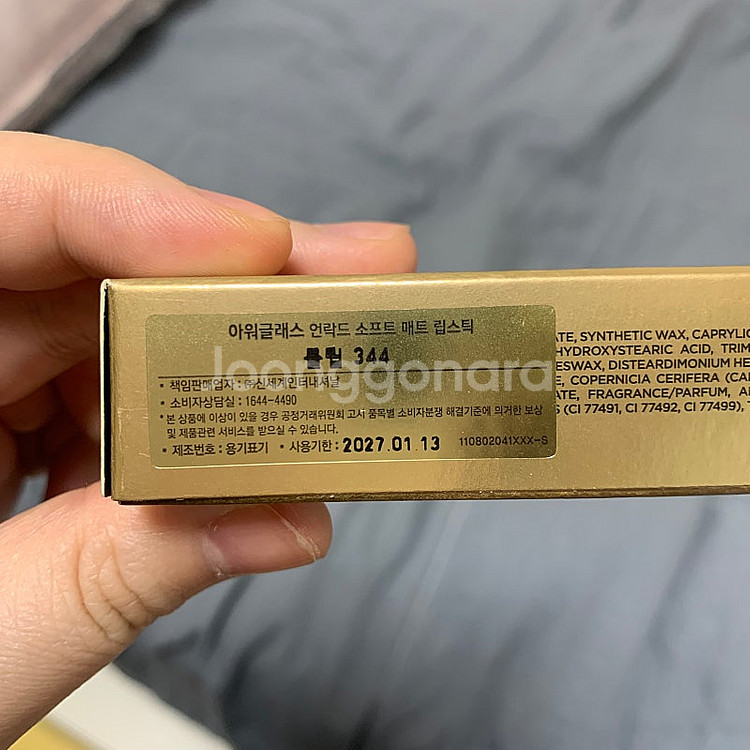 아워글래스 언락드 소프트 매트 립스틱
344
• 책임판매업자 : ㈜신세계인터내셔날
• 소비자상담실 : 1644-4490
* 본 상품에 이상이 있을 경우 공정거래위원회 고시 품목별 소비자분쟁 해결기준에 의거한 보상
및 제품관련 서비스를 받으실 수 있습니다.
• 제조번호 : 용기표기 • 사용기한 : 2027.01.13 110802041XXX-S
SYNTHETIC WAX, CAPRYLIC
HYDROXYSTEARIC ACID, TRIM
DISTEARDIMONIUM HE
COPERNICIA CERIFERA (CA
FRAGRANCE/PARFUM, A
(CI 77491, CI 77492, CI 77499),
joonggonara